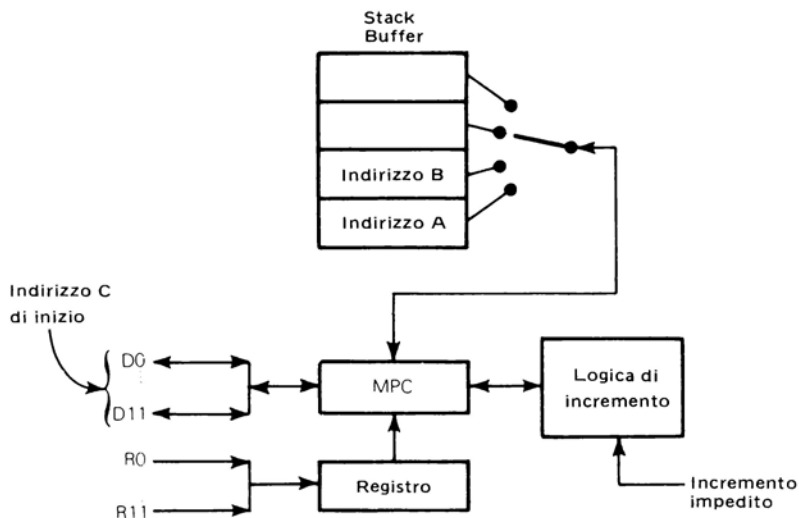 Stack
Buffer
Indirizzo B
Indirizzo A
Indirizzo C
di inizio
D0
D11
MPC
Logica di
incremento
R0
R11
Registro
Incremento
impedito